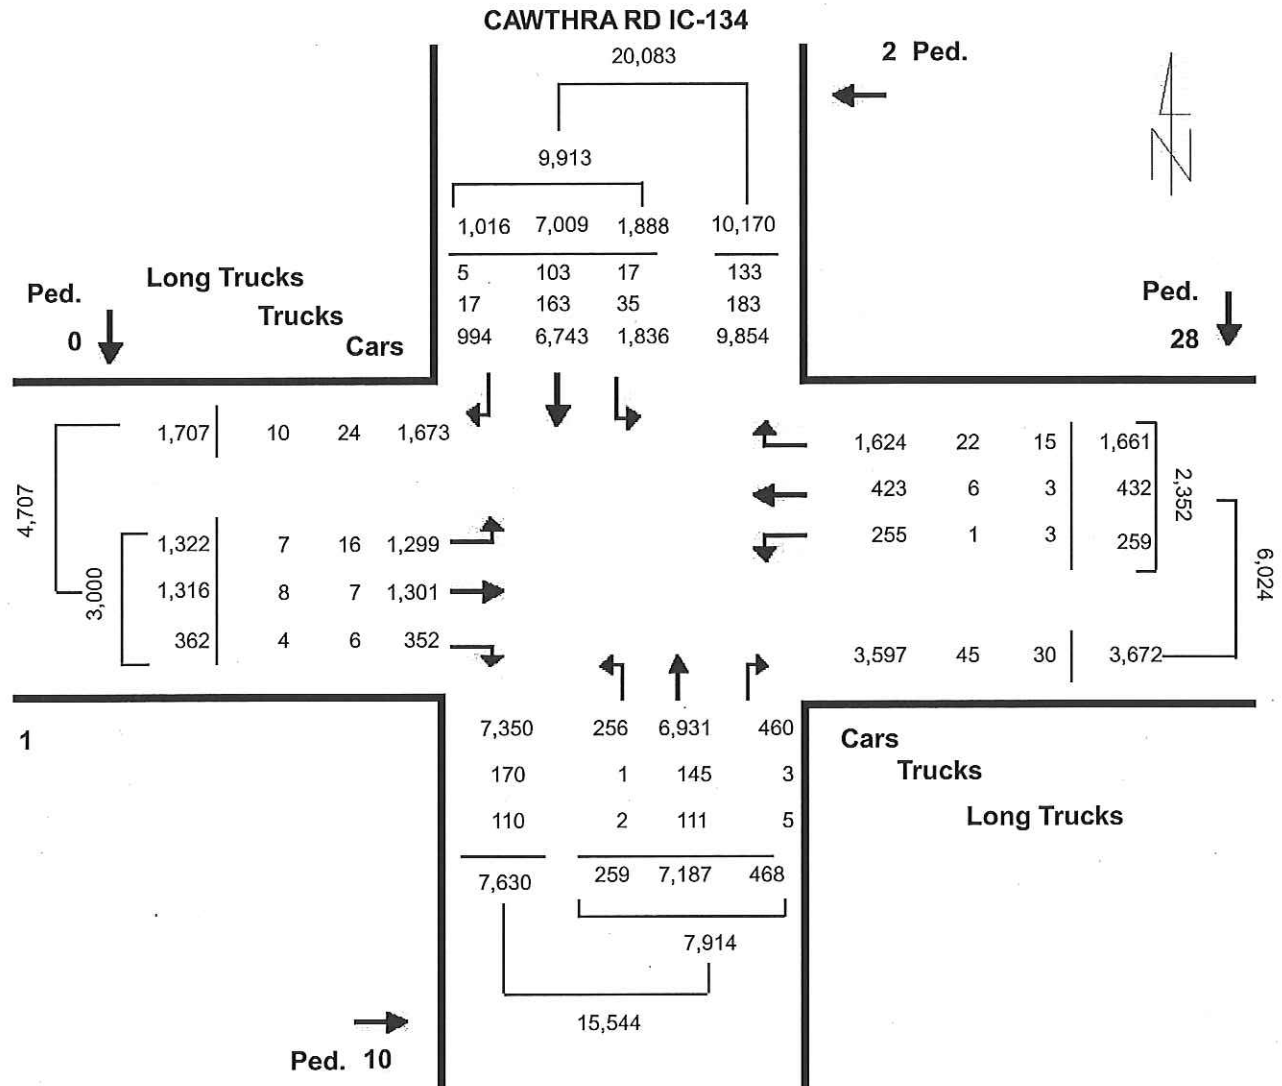 CAWTHRA RD IC-134
20,083
2 Ped.
9,913
1,016 7,009 1,888 10,170
5 103 17 133
17 163 35 183
994 6,743 1,836 9,854
Long Trucks
Trucks
Cars
Ped.
0
Ped.
28
N
1,707 10 24 1,673
4,707
1,322 7 16 1,299
3,000
1,316 8 7 1,301
362 4 6 352
1,624 22 15 1,661
423 6 3 432
2,352
255 1 3 259
6,024
3,597 45 30 3,672
1
7,350 256 6,931 460
170 1 145 3
110 2 111 5
7,630 259 7,187 468
7,914
15,544
Cars
Trucks
Long Trucks
Ped. 10